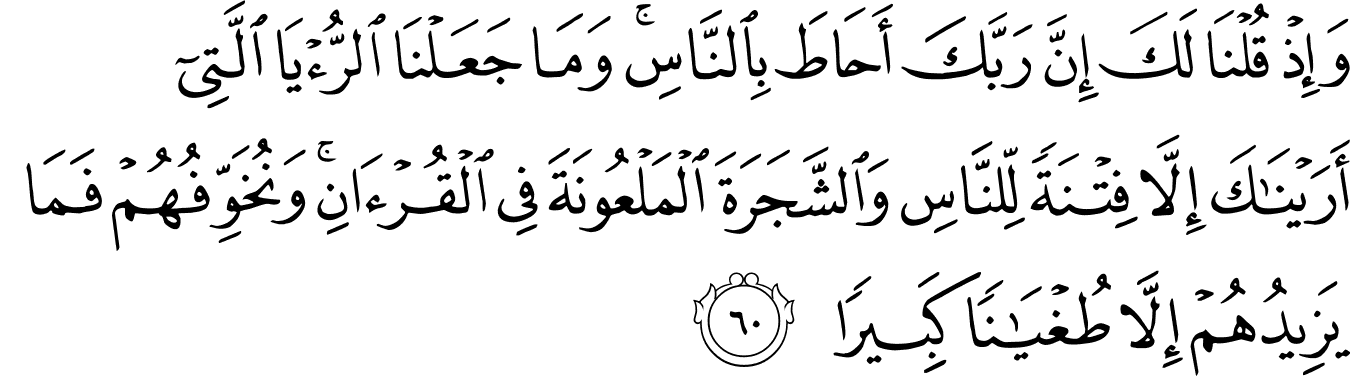 وَإِذْ قُلْنَا لَكَ إِنَّ رَبَّكَ أَحَاطَ بِٱلنَّاسِ ۚ وَمَا جَعَلْنَا ٱلرُّءْيَا ٱلَّتِىٓ
أَرَيْنَـٰكَ إِلَّا فِتْنَةً لِّلنَّاسِ وَٱلشَّجَرَةَ ٱلْمَلْعُونَةَ فِى ٱلْقُرْءَانِ ۚ وَنُخَوِّفُهُمْ فَمَا
يَزِيدُهُمْ إِلَّا طُغْيَـٰنًا كَبِيرًا ٦٠